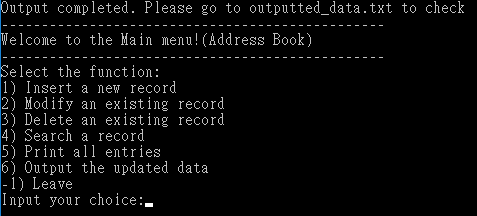 Output completed. Please go to outputted_data.txt to check
------------------------------------------------
Welcome to the Main menu!(Address Book)
------------------------------------------------
Select the function:
1) Insert a new record
2) Modify an existing record
3) Delete an existing record
4) Search a record
5) Print all entries
6) Output the updated data
-1) Leave
Input your choice: